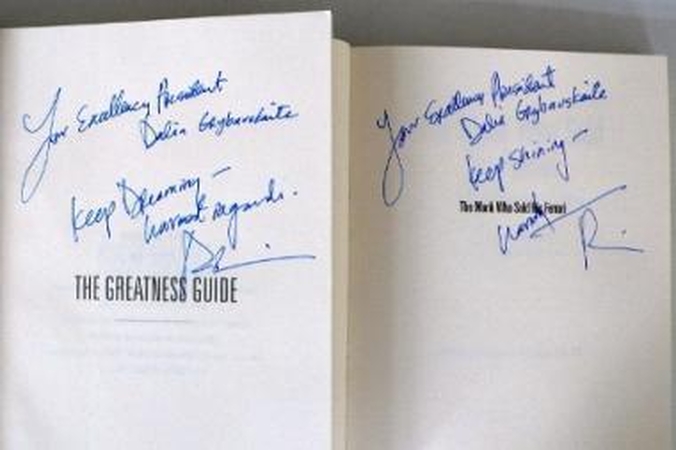 Your Excellency President
Dalia Grybauskaite
Keep Dreaming –
warmest regards.
THE GREATNESS GUIDE
Your Excellency President
Dalia Grybauskaite
keep shining –
The Monk Who Sold His Ferrari